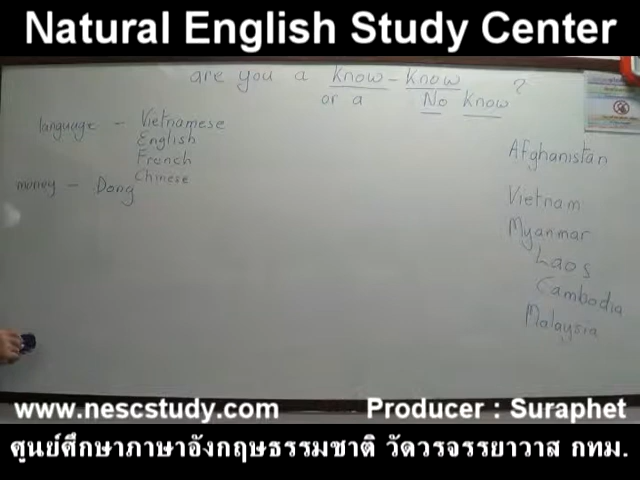 Natural English Study Center
are you a Know - Know ?
or a No Know
language - Vietnamese
English
French
Chinese
money - Dong
Afghanistan
Vietnam
Myanmar
Laos
Cambodia
Malaysia
www.nescstudy.com Producer : Suraphet
ศูนย์ศึกษาภาษาอังกฤษธรรมชาติ วัดวรจรรยาวาส กทม.